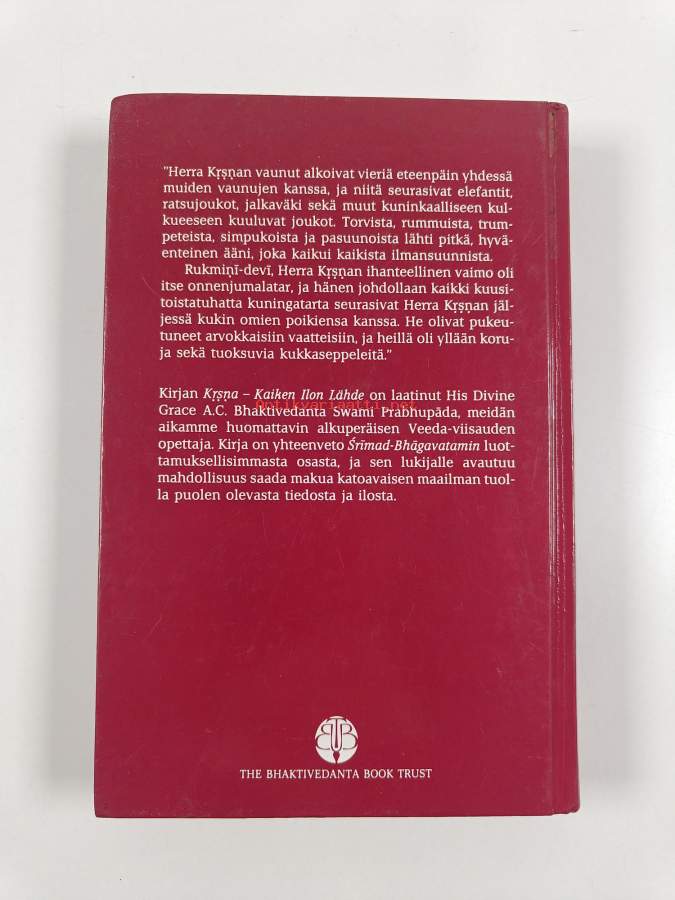 "Herra Kṛṣṇan vaunut alkoivat vieriä eteenpäin yhdessä
muiden vaunujen kanssa, ja niitä seurasivat elefantit,
ratsujoukot, jalkaväki sekä muut kuninkaalliseen kul-
kueeseen kuuluvat joukot. Torvista, rummuista, trum-
peteista, simpukoista ja pasuunoista lähti pitkä, hyvä-
enteinen ääni, joka kaikui kaikista ilmansuunnista.
Rukmiṇī-devī, Herra Kṛṣṇan ihanteellinen vaimo oli
itse onnenjumalatar, ja hänen johdollaan kaikki kuusi-
toistatuhatta kuningatarta seurasivat Herra Kṛṣṇan jäl-
jessä kukin omien poikiensa kanssa. He olivat pukeu-
tuneet arvokkaisiin vaatteisiin, ja heillä oli yllään koru-
ja sekä tuoksuvia kukkaseppeleitä."
Kirjan Kṛṣṇa – Kaiken Ilon Lähde on laatinut His Divine
Antikvariaatti.net
Grace A.C. Bhaktivedanta Swami Prabhupāda, meidän
aikamme huomattavin alkuperäisen Veeda-viisauden
opettaja. Kirja on yhteenveto Śrīmad-Bhāgavatamin luot-
tamuksellisimmasta osasta, ja sen lukijalle avautuu
mahdollisuus saada makua katoavaisen maailman tuol-
la puolen olevasta tiedosta ja ilosta.
BTB
THE BHAKTIVEDANTA BOOK TRUST